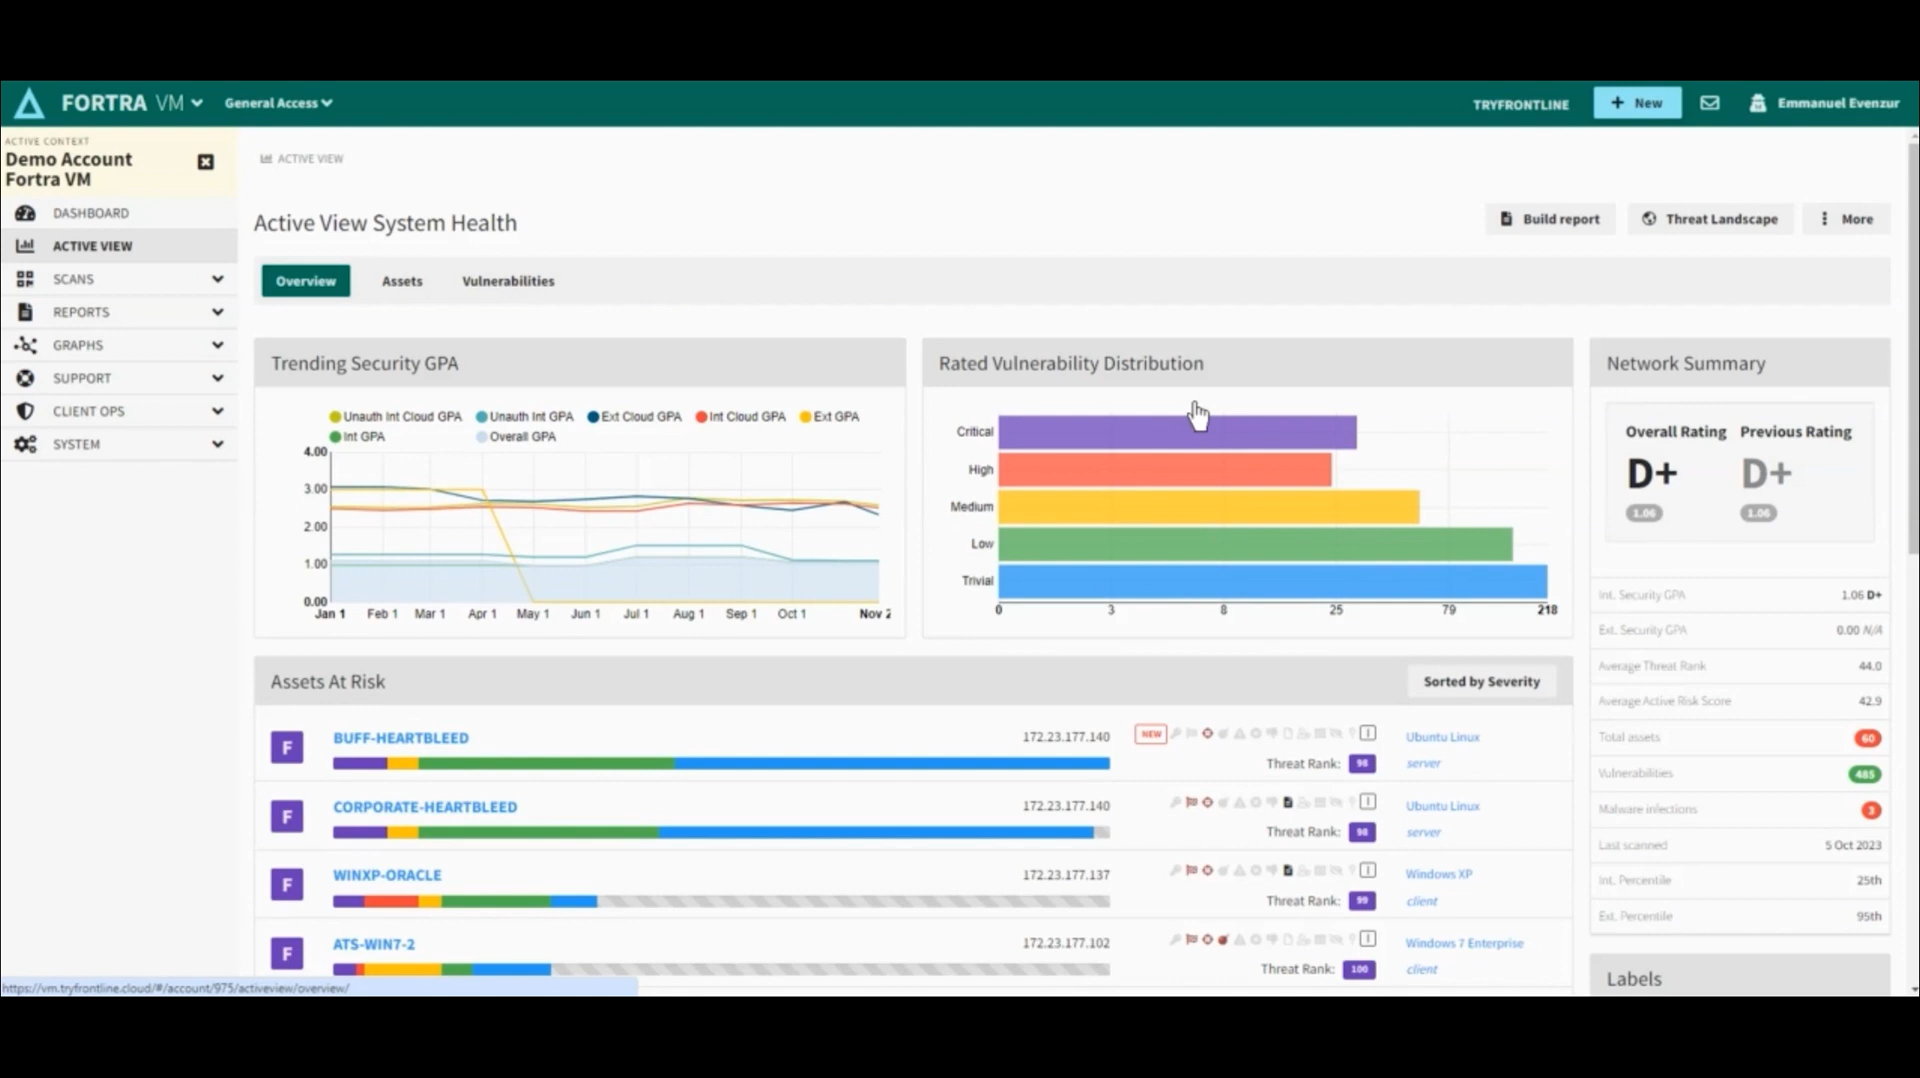 FORTRA VM
General Access
TRYFRONTLINE
+ New
Emmanuel Evenzur
ACTIVE CONTEXT
Demo Account
Fortra VM
DASHBOARD
ACTIVE VIEW
SCANS
REPORTS
GRAPHS
SUPPORT
CLIENT OPS
SYSTEM
ACTIVE VIEW
Active View System Health
Build report
Threat Landscape
More
Overview
Assets
Vulnerabilities
Trending Security GPA
Unauth Int Cloud GPA Unauth Int GPA Ext Cloud GPA Int Cloud GPA Ext GPA
Int GPA Overall GPA
4.00
3.00
2.00
1.00
0.00
Jan 1 Feb 1 Mar 1 Apr 1 May 1 Jun 1 Jul 1 Aug 1 Sep 1 Oct 1 Nov 2
Rated Vulnerability Distribution
Critical
High
Medium
Low
Trivial
0 3 8 25 79 218
Network Summary
Overall Rating Previous Rating
D+ D+
1.06 1.06
Int. Security GPA 1.06 D+
Ext. Security GPA 0.00 N/A
Average Threat Rank 44.0
Average Active Risk Score 42.9
Total assets 60
Vulnerabilities 485
Malware infections 3
Last scanned 5 Oct 2023
Int. Percentile 25th
Ext. Percentile 95th
Labels
Assets At Risk
Sorted by Severity
F
BUFF-HEARTBLEED 172.23.177.140 NEW Ubuntu Linux
Threat Rank: 98 server
F
CORPORATE-HEARTBLEED 172.23.177.140 Ubuntu Linux
Threat Rank: 98 server
F
WINXP-ORACLE 172.23.177.137 Windows XP
Threat Rank: 99 client
F
ATS-WIN7-2 172.23.177.102 Windows 7 Enterprise
Threat Rank: 100 client
https://vm.tryfrontline.cloud/#/account/975/activeview/overview/